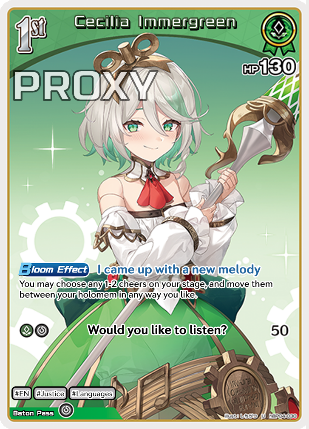 1st
Cecilia Immergreen
HP130
PROXY
Bloom Effect I came up with a new melody
You may choose any 1-2 cheers on your stage, and move them
between your holomem in any way you like.
Would you like to listen? 50
#EN #Justice #Languages
Baton Pass